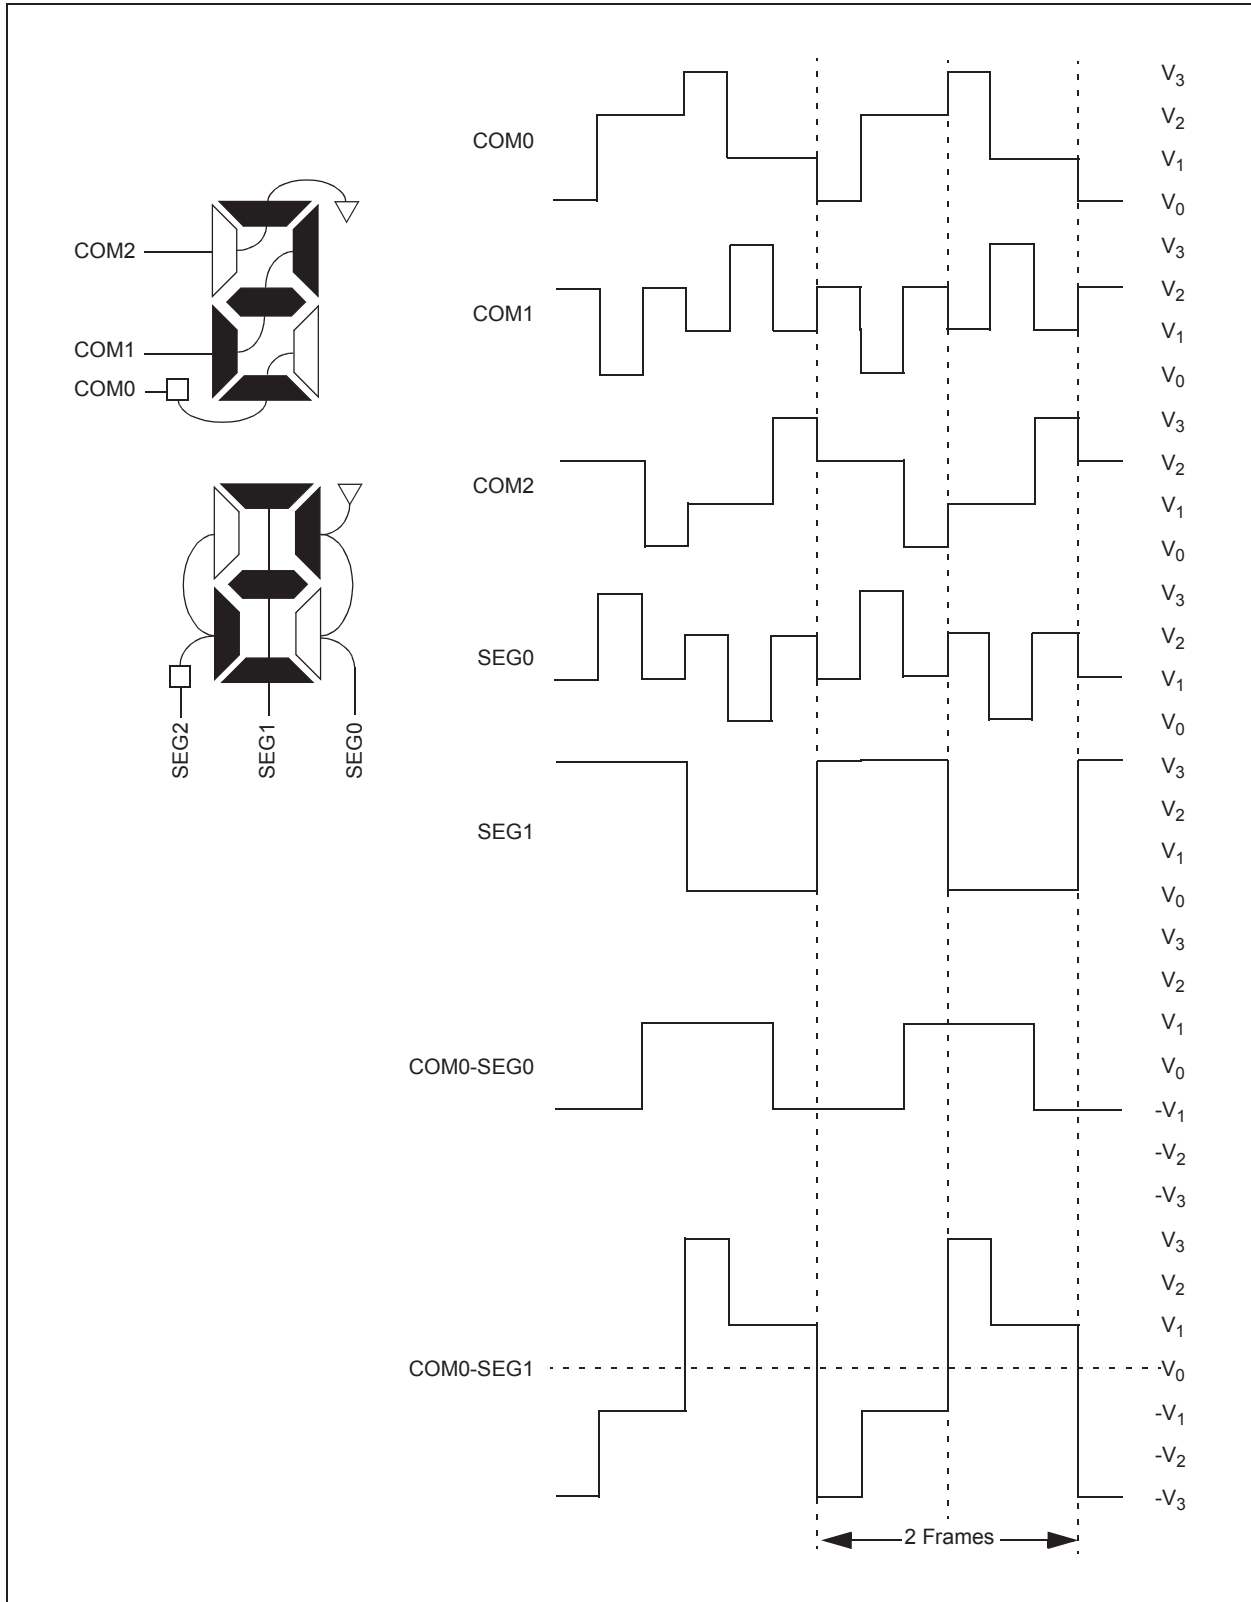 COM2
COM1
COM0
SEG2
SEG1
SEG0
COM0
V3
V2
V1
V0
COM1
V3
V2
V1
V0
COM2
V3
V2
V1
V0
SEG0
V3
V2
V1
V0
SEG1
V3
V2
V1
V0
COM0-SEG0
V3
V2
V1
V0
-V1
-V2
-V3
COM0-SEG1
V3
V2
V1
V0
-V1
-V2
-V3
2 Frames